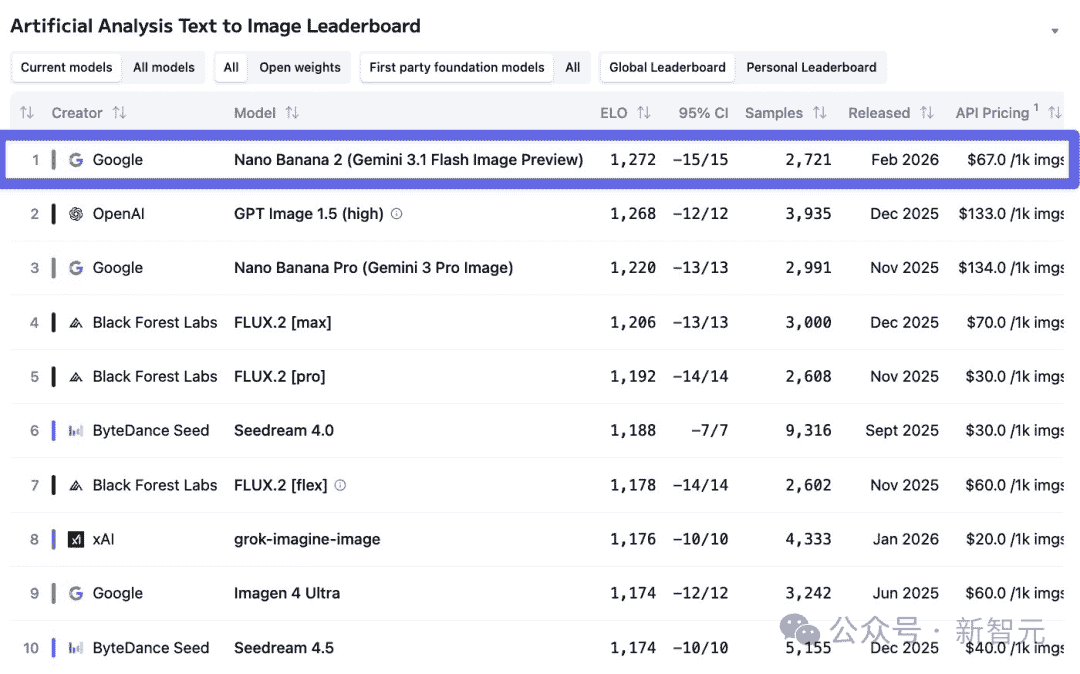 Artificial Analysis Text to Image Leaderboard
Current models All models All Open weights First party foundation models All Global Leaderboard Personal Leaderboard
Creator Model ELO 95% CI Samples Released API Pricing 1
1 Google Nano Banana 2 (Gemini 3.1 Flash Image Preview) 1,272 −15/15 2,721 Feb 2026 $67.0 /1k imgs
2 OpenAI GPT Image 1.5 (high) 1,268 −12/12 3,935 Dec 2025 $133.0 /1k imgs
3 Google Nano Banana Pro (Gemini 3 Pro Image) 1,220 −13/13 2,991 Nov 2025 $134.0 /1k imgs
4 Black Forest Labs FLUX.2 [max] 1,206 −13/13 3,000 Dec 2025 $70.0 /1k imgs
5 Black Forest Labs FLUX.2 [pro] 1,192 −14/14 2,608 Nov 2025 $30.0 /1k imgs
6 ByteDance Seed Seedream 4.0 1,188 −7/7 9,316 Sept 2025 $30.0 /1k imgs
7 Black Forest Labs FLUX.2 [flex] 1,178 −14/14 2,602 Nov 2025 $60.0 /1k imgs
8 xAI grok-imagine-image 1,176 −10/10 4,333 Jan 2026 $20.0 /1k imgs
9 Google Imagen 4 Ultra 1,174 −12/12 3,242 Jun 2025 $60.0 /1k imgs
10 ByteDance Seed Seedream 4.5 1,174 −10/10 5,155 Dec 2025 $40.0 /1k imgs
公众号 · 新智元